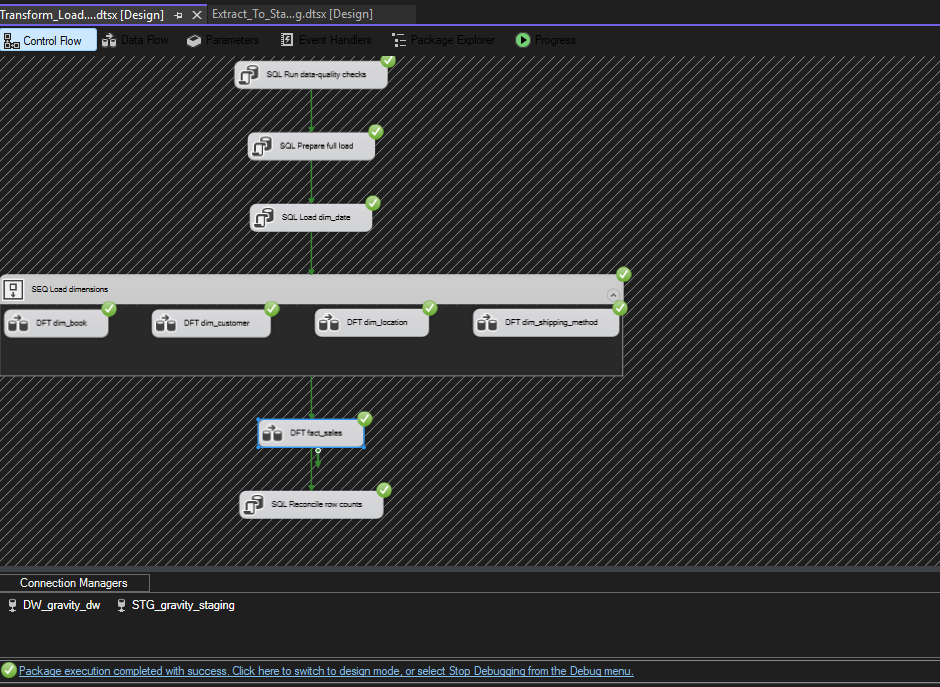 Transform_Load....dtsx [Design] Extract_To_Sta...g.dtsx [Design]
Control Flow Data Flow Parameters Event Handlers Package Explorer Progress
SQL Run data-quality checks
SQL Prepare full load
SQL Load dim_date
SEQ Load dimensions
DFT dim_book DFT dim_customer DFT dim_location DFT dim_shipping_method
DFT fact_sales
SQL Reconcile row counts
Connection Managers
DW_gravity_dw STG_gravity_staging
Package execution completed with success. Click here to switch to design mode, or select Stop Debugging from the Debug menu.